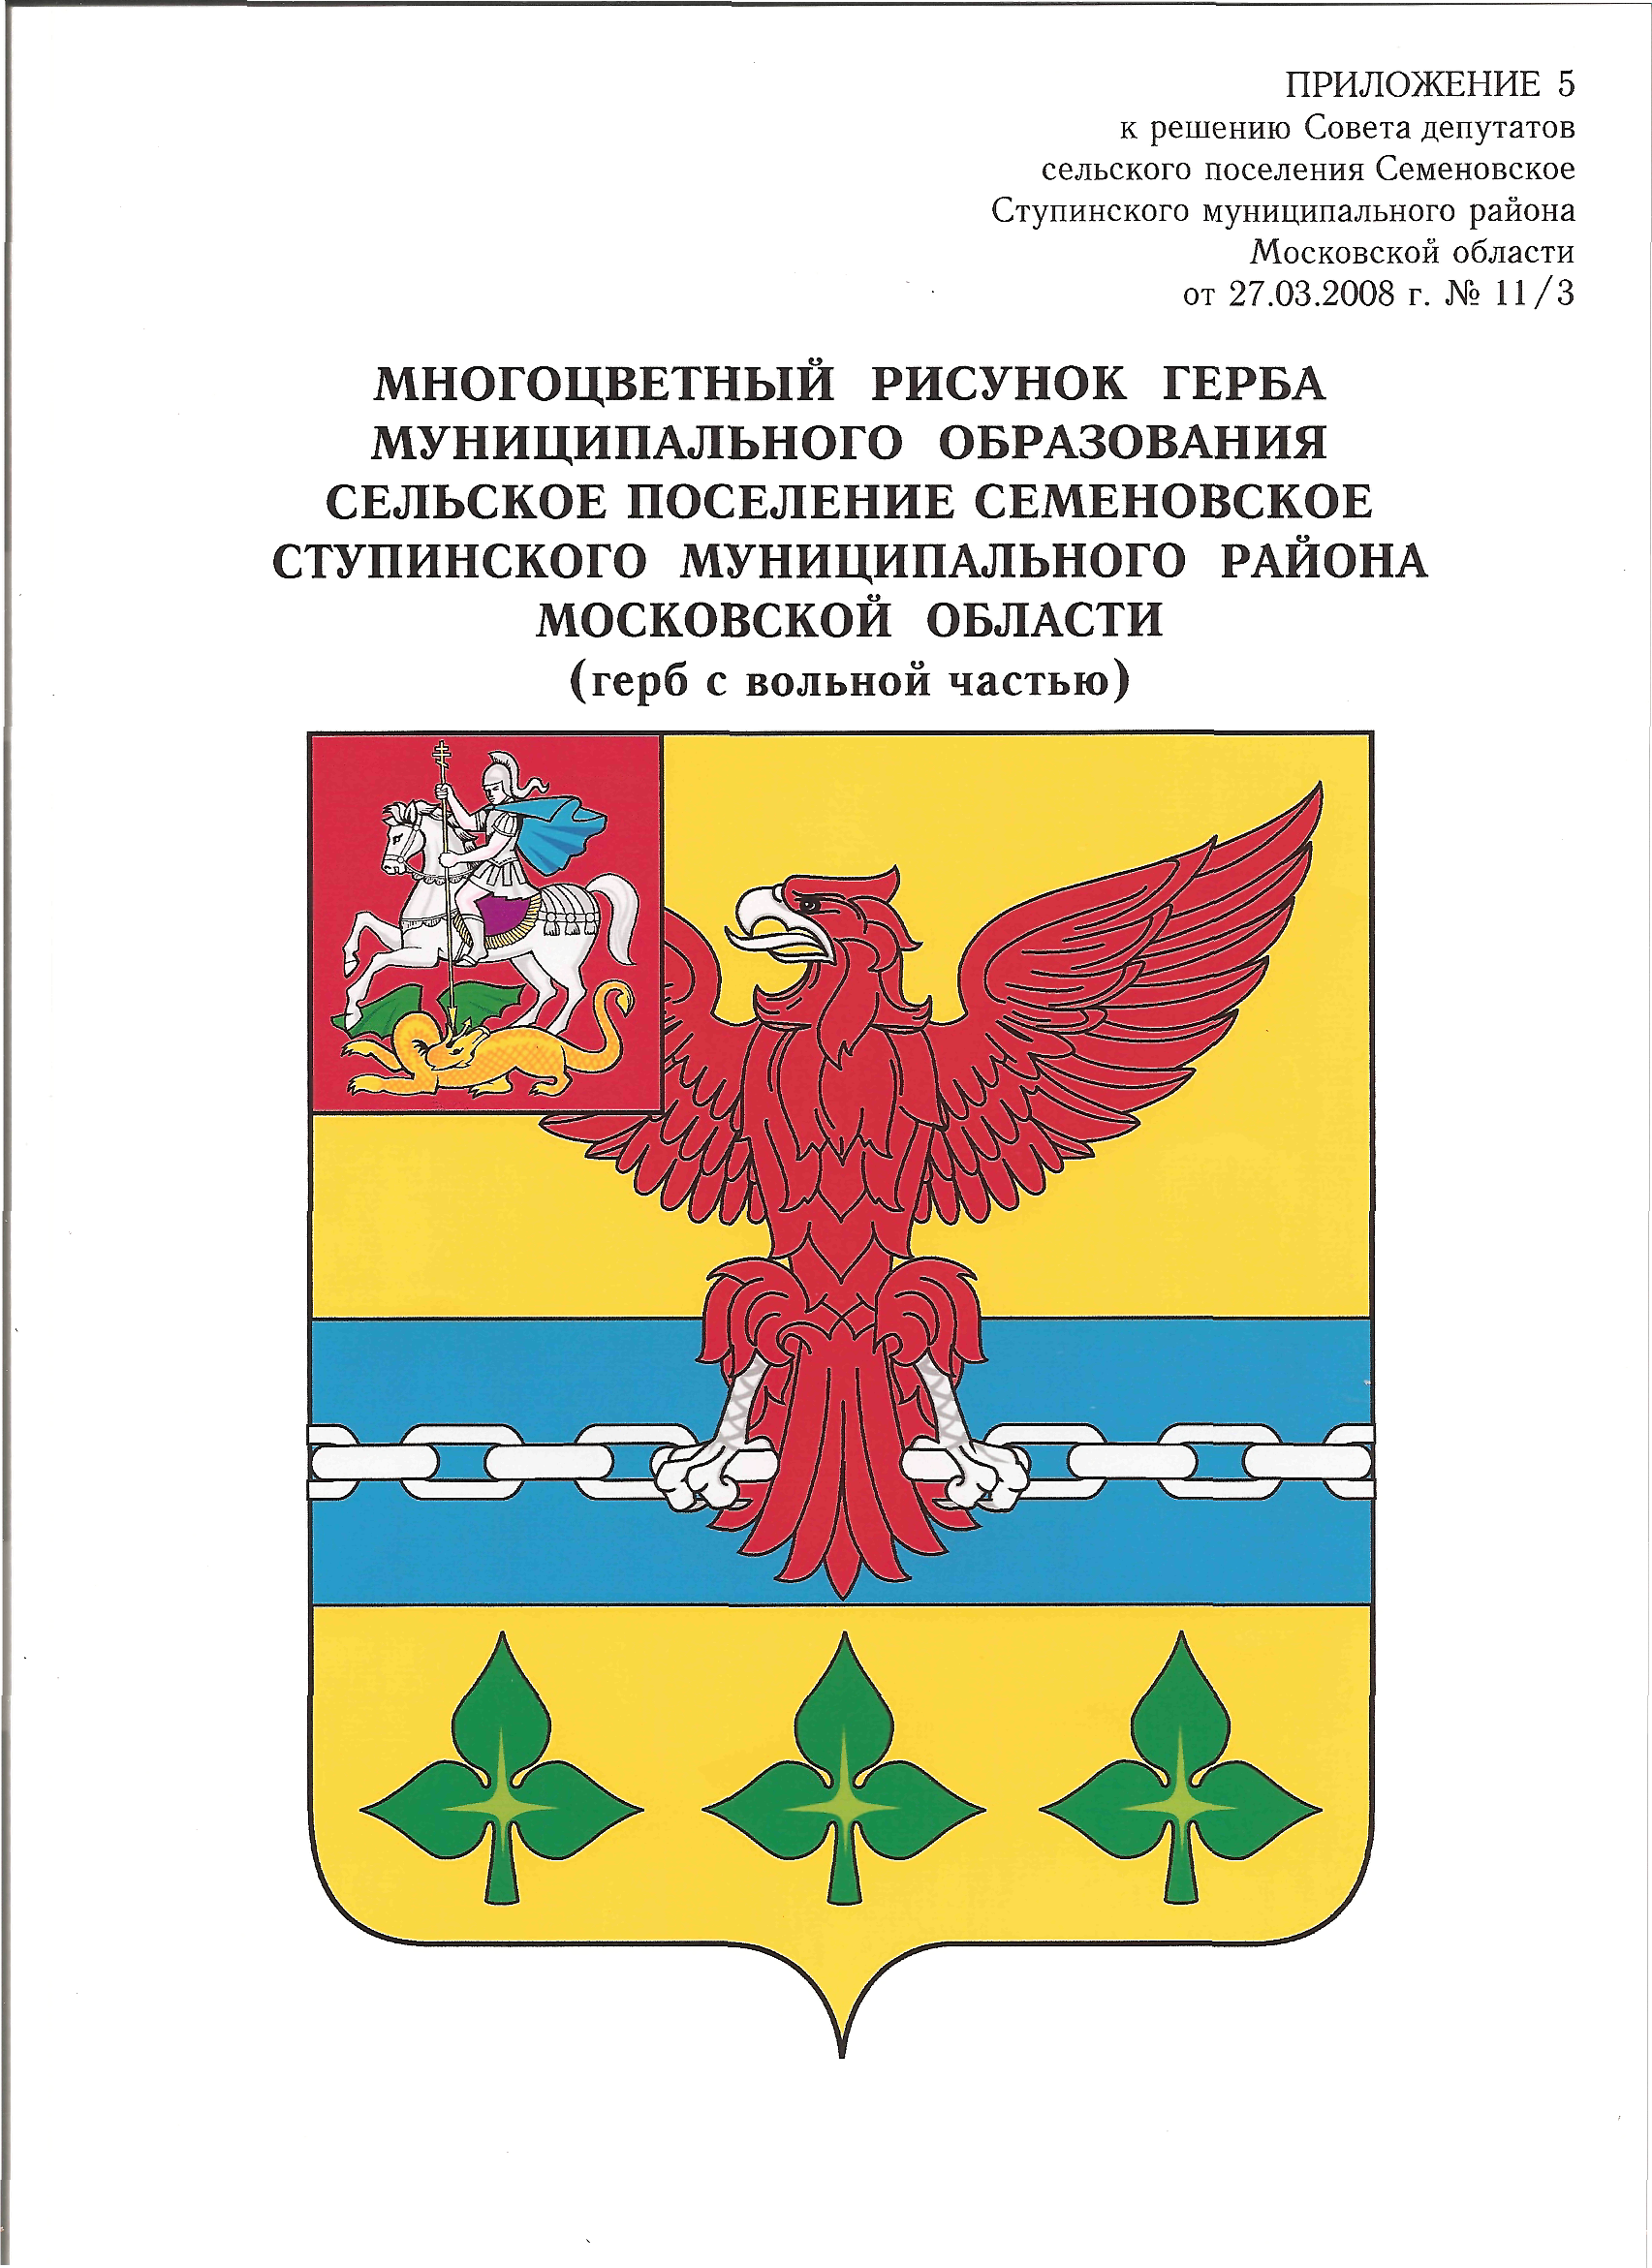 ПРИЛОЖЕНИЕ 5
к решению Совета депутатов
сельского поселения Семеновское
Ступинского муниципального района
Московской области
от 27.03.2008 г. № 11/3
МНОГОЦВЕТНЫЙ РИСУНОК ГЕРБА
МУНИЦИПАЛЬНОГО ОБРАЗОВАНИЯ
СЕЛЬСКОЕ ПОСЕЛЕНИЕ СЕМЕНОВСКОЕ
СТУПИНСКОГО МУНИЦИПАЛЬНОГО РАЙОНА
МОСКОВСКОЙ ОБЛАСТИ
(герб с вольной частью)